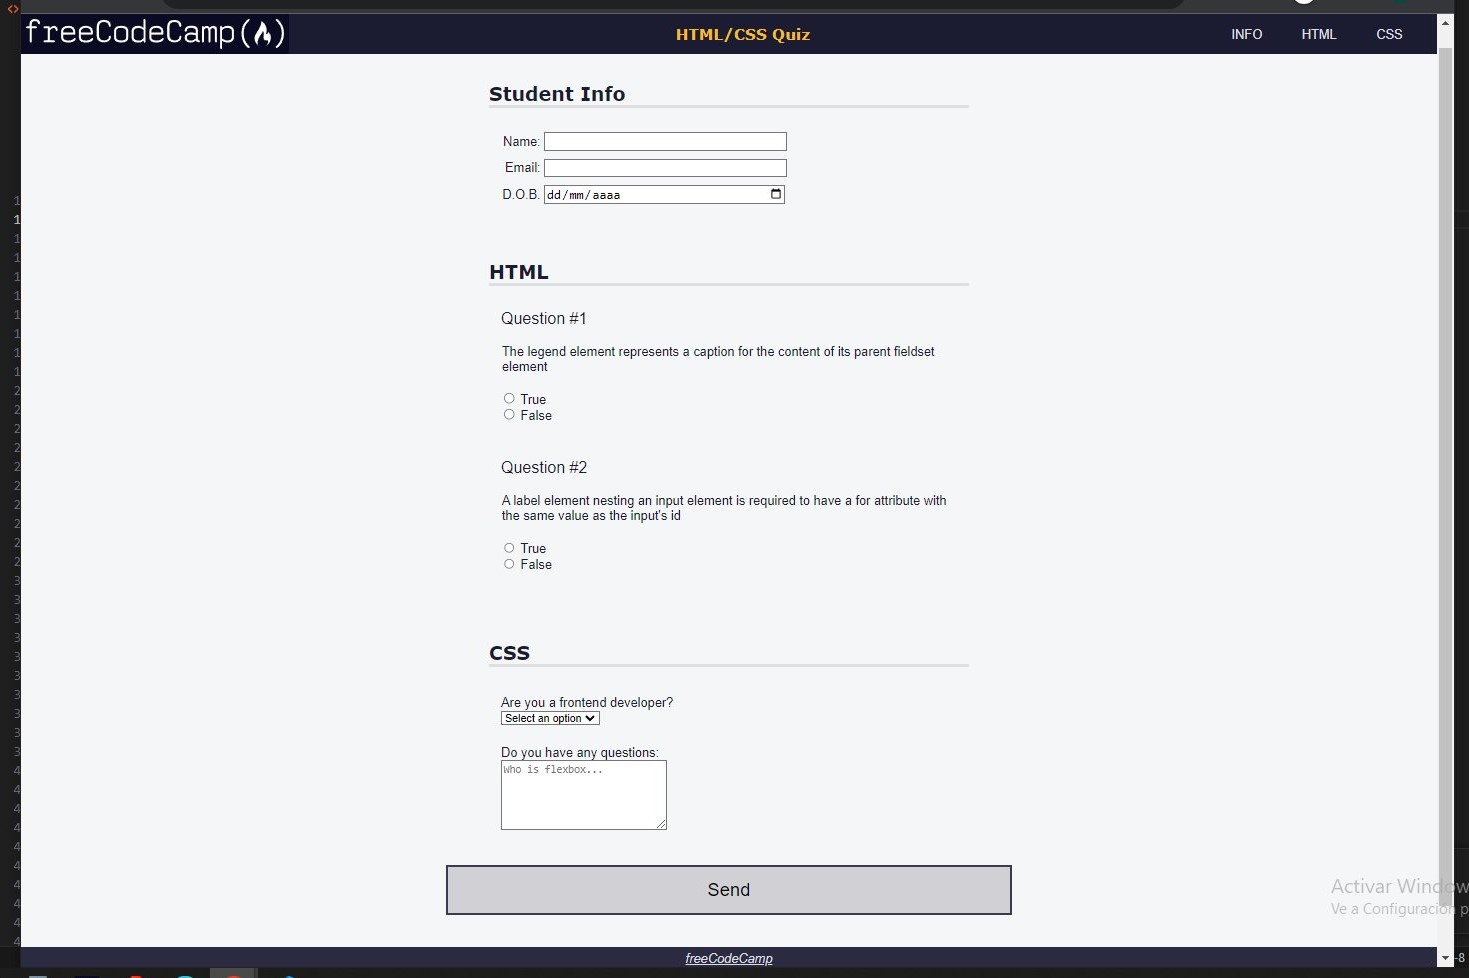 freeCodeCamp(🔥)
HTML/CSS Quiz
INFO
HTML
CSS
Student Info
Name:
Email:
D.O.B.
dd/mm/aaaa
HTML
Question #1
The legend element represents a caption for the content of its parent fieldset
element
True
False
Question #2
A label element nesting an input element is required to have a for attribute with
the same value as the input's id
True
False
CSS
Are you a frontend developer?
Select an option
Do you have any questions:
Who is flexbox...
Send
Activar Window
Ve a Configuración p
freeCodeCamp
-8